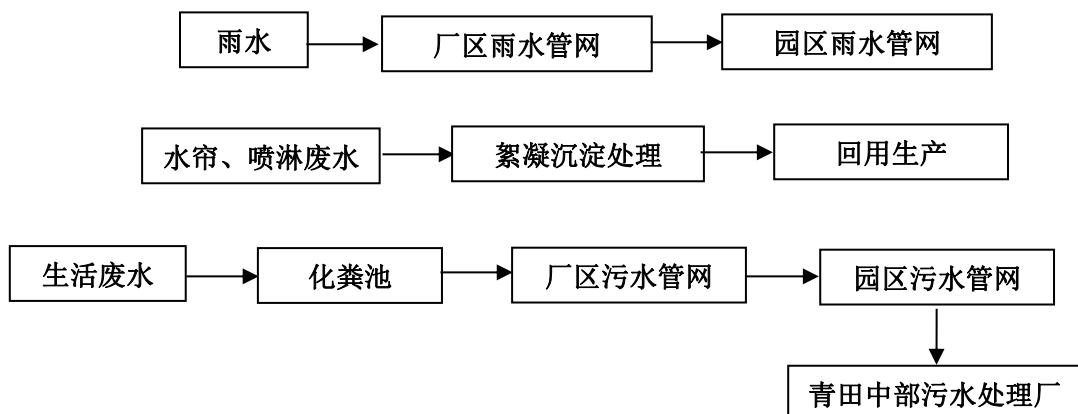 雨水
厂区雨水管网
园区雨水管网
水帘、喷淋废水
絮凝沉淀处理
回用生产
生活废水
化粪池
厂区污水管网
园区污水管网
青田中部污水处理厂